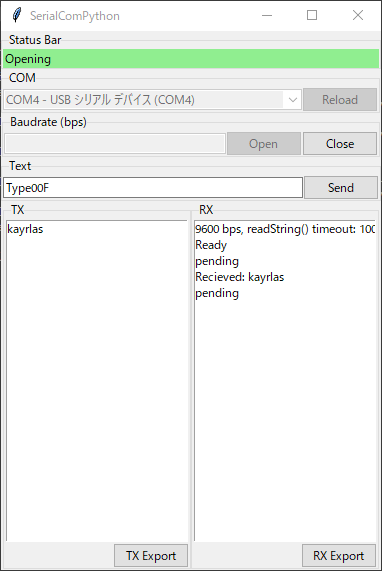 SerialComPython
Status Bar
Opening
COM
COM4 - USB シリアル デバイス (COM4)
Reload
Baudrate (bps)
Open
Close
Text
Type00F
Send
TX
kayrlas
TX Export
RX
9600 bps, readString() timeout: 100
Ready
pending
Recieved: kayrlas
pending
RX Export